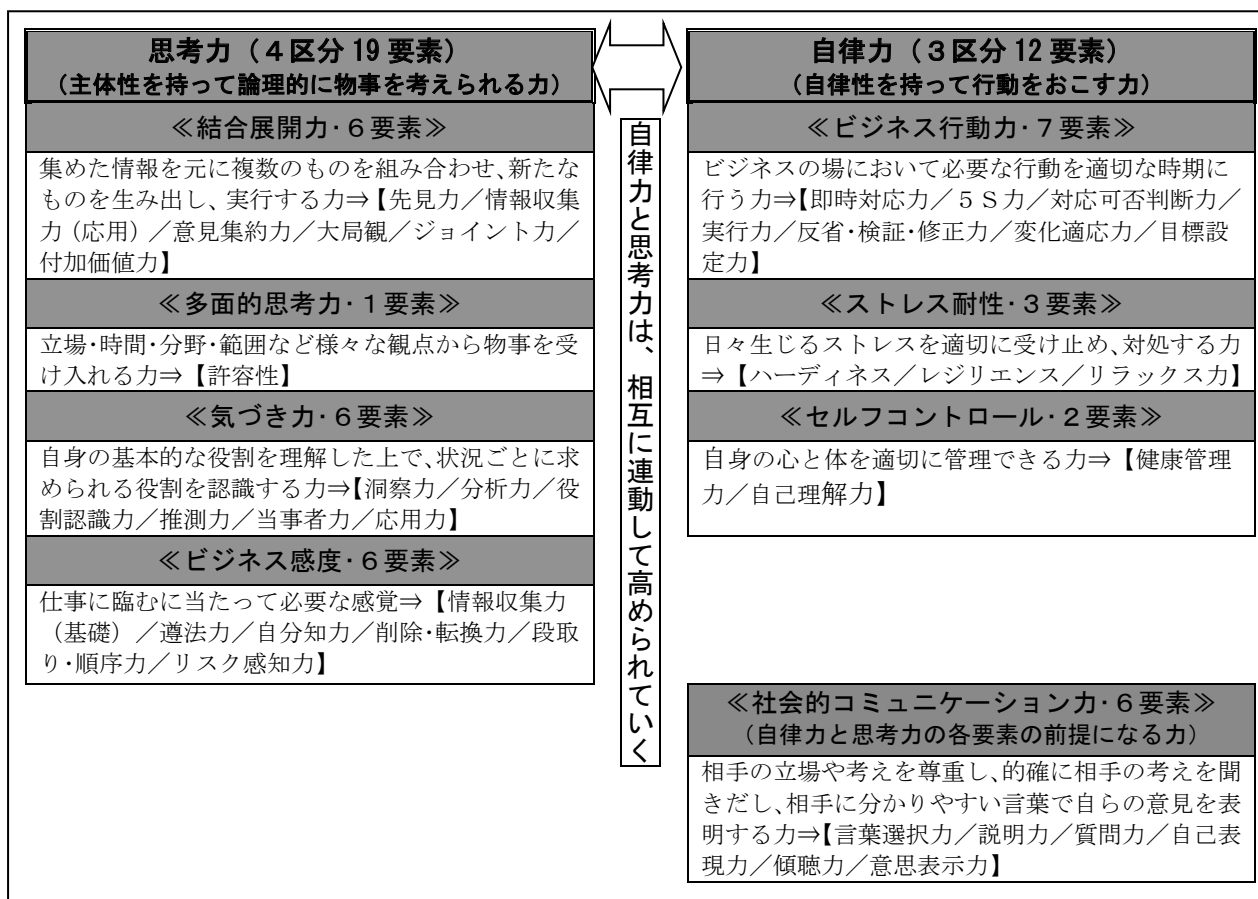 思考力（４区分 19 要素）
（主体性を持って論理的に物事を考えられる力）
≪結合展開力･６要素≫
集めた情報を元に複数のものを組み合わせ、新たな
ものを生み出し、実行する力⇒【先見力／情報収集
力（応用）／意見集約力／大局観／ジョイント力／
付加価値力】
≪多面的思考力･１要素≫
立場･時間･分野･範囲など様々な観点から物事を受
け入れる力⇒【許容性】
≪気づき力･６要素≫
自身の基本的な役割を理解した上で、状況ごとに求
められる役割を認識する力⇒【洞察力／分析力／役
割認識力／推測力／当事者力／応用力】
≪ビジネス感度･６要素≫
仕事に臨むに当たって必要な感覚⇒【情報収集力
（基礎）／遵法力／自分知力／削除･転換力／段取
り･順序力／リスク感知力】
自律力と思考力は、相互に連動して高められていく
自律力（３区分 12 要素）
（自律性を持って行動をおこす力）
≪ビジネス行動力･７要素≫
ビジネスの場において必要な行動を適切な時期に
行う力⇒【即時対応力／５Ｓ力／対応可否判断力／
実行力／反省･検証･修正力／変化適応力／目標設
定力】
≪ストレス耐性･３要素≫
日々生じるストレスを適切に受け止め、対処する力
⇒【ハーディネス／レジリエンス／リラックス力】
≪セルフコントロール･２要素≫
自身の心と体を適切に管理できる力⇒【健康管理
力／自己理解力】
≪社会的コミュニケーション力･６要素≫
（自律力と思考力の各要素の前提になる力）
相手の立場や考えを尊重し、的確に相手の考えを聞
きだし、相手に分かりやすい言葉で自らの意見を表
明する力⇒【言葉選択力／説明力／質問力／自己表
現力／傾聴力／意思表示力】